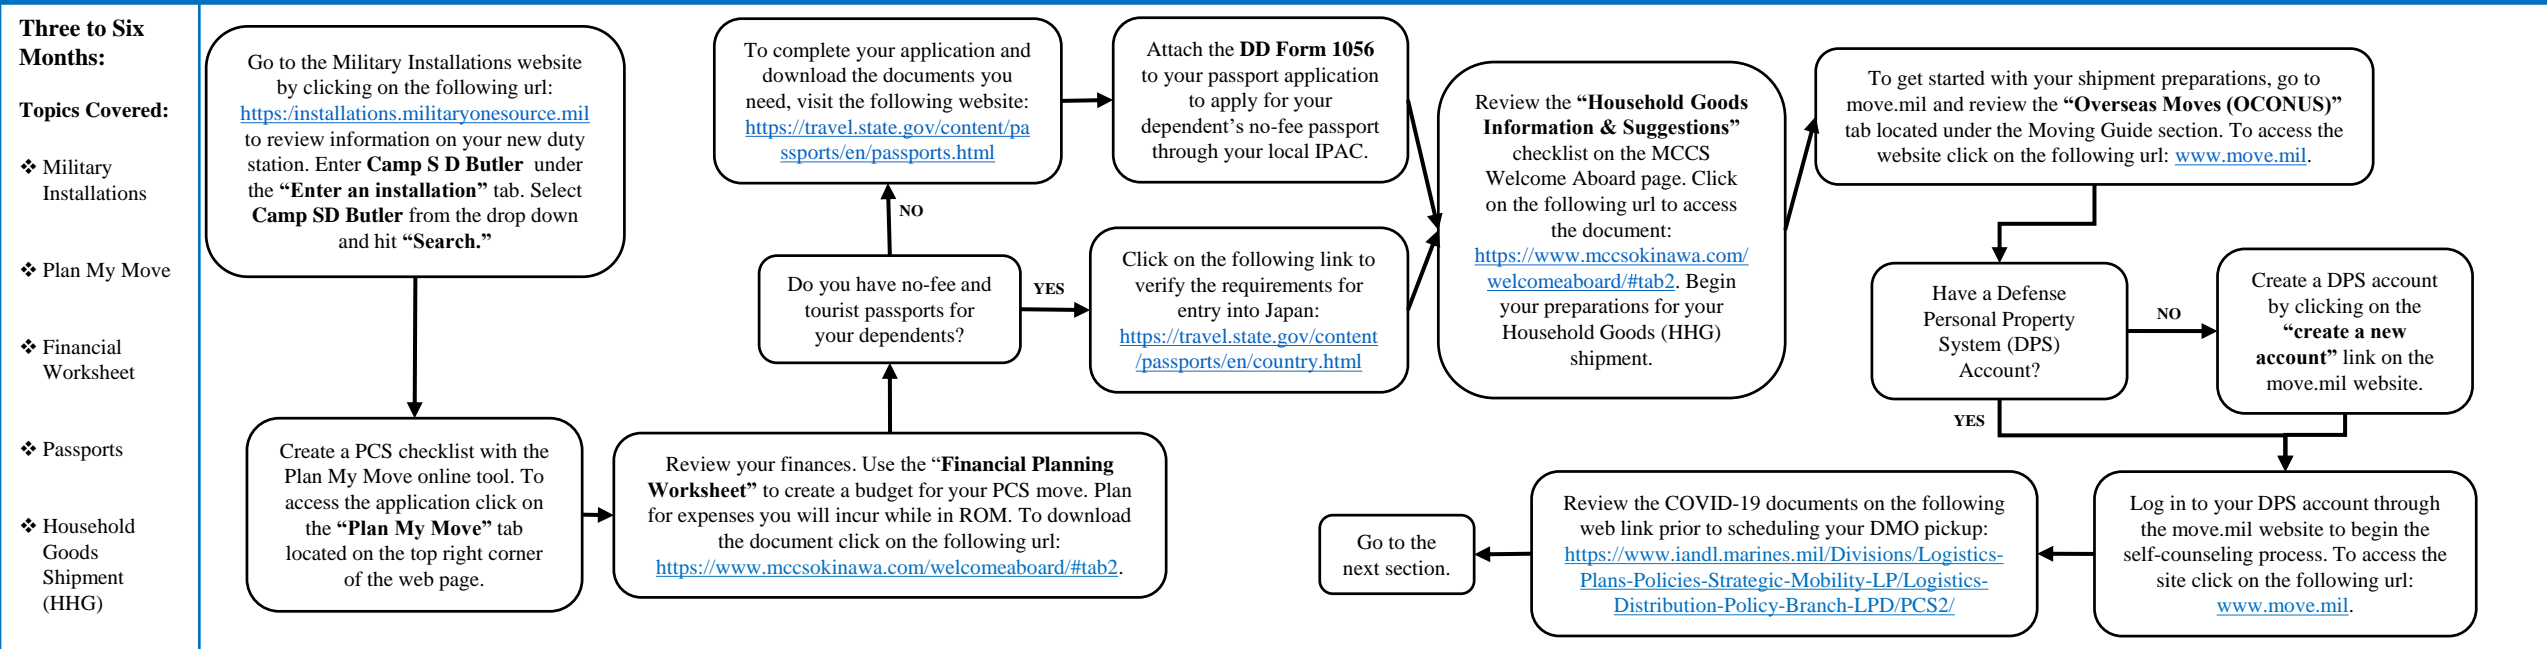 Three to Six
Months:
Topics Covered:
❖ Military
Installations
❖ Plan My Move
❖ Financial
Worksheet
❖ Passports
❖ Household
Goods
Shipment
(HHG)
Go to the Military Installations website
by clicking on the following url:
https:/installations.militaryonesource.mil
to review information on your new duty
station. Enter Camp S D Butler under
the “Enter an installation” tab. Select
Camp SD Butler from the drop down
and hit “Search.”
Create a PCS checklist with the
Plan My Move online tool. To
access the application click on
the “Plan My Move” tab
located on the top right corner
of the web page.
Review your finances. Use the “Financial Planning
Worksheet” to create a budget for your PCS move. Plan
for expenses you will incur while in ROM. To download
the document click on the following url:
https://www.mccsokinawa.com/welcomeaboard/#tab2.
Do you have no-fee and
tourist passports for
your dependents?
NO
To complete your application and
download the documents you
need, visit the following website:
https://travel.state.gov/content/pa
ssports/en/passports.html
Attach the DD Form 1056
to your passport application
to apply for your
dependent’s no-fee passport
through your local IPAC.
YES
Click on the following link to
verify the requirements for
entry into Japan:
https://travel.state.gov/content
/passports/en/country.html
Review the “Household Goods
Information & Suggestions”
checklist on the MCCS
Welcome Aboard page. Click
on the following url to access
the document:
https://www.mccsokinawa.com/
welcomeaboard/#tab2. Begin
your preparations for your
Household Goods (HHG)
shipment.
To get started with your shipment preparations, go to
move.mil and review the “Overseas Moves (OCONUS)”
tab located under the Moving Guide section. To access the
website click on the following url: www.move.mil.
Have a Defense
Personal Property
System (DPS)
Account?
NO
Create a DPS account
by clicking on the
“create a new
account” link on the
move.mil website.
YES
Log in to your DPS account through
the move.mil website to begin the
self-counseling process. To access the
site click on the following url:
www.move.mil.
Review the COVID-19 documents on the following
web link prior to scheduling your DMO pickup:
https://www.iandl.marines.mil/Divisions/Logistics-
Plans-Policies-Strategic-Mobility-LP/Logistics-
Distribution-Policy-Branch-LPD/PCS2/
Go to the
next section.